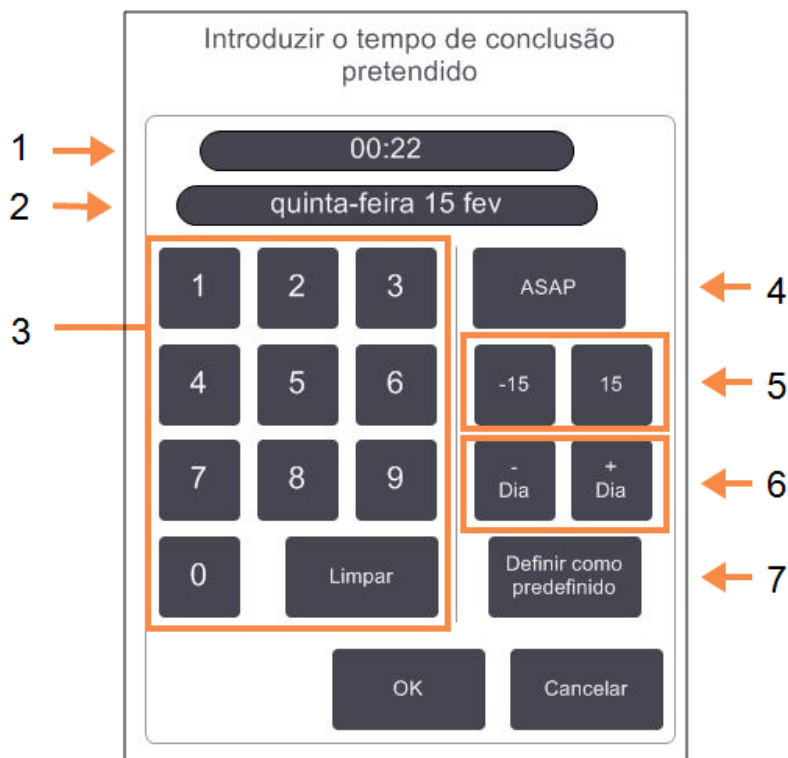 Introduzir o tempo de conclusão
pretendido
1
00:22
2
quinta-feira 15 fev
1 2 3
ASAP
4
3
4 5 6
-15 15
5
7 8 9
- Dia
+ Dia
6
0
Limpar
Definir como
predefinido
7
OK
Cancelar